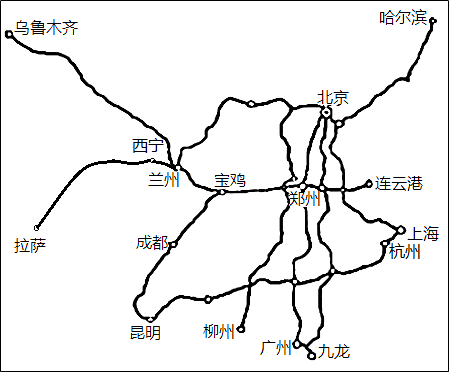 哈尔滨
乌鲁木齐
北京
西宁
兰州
宝鸡
连云港
郑州
上海
拉萨
成都
杭州
昆明
柳州
广州
九龙